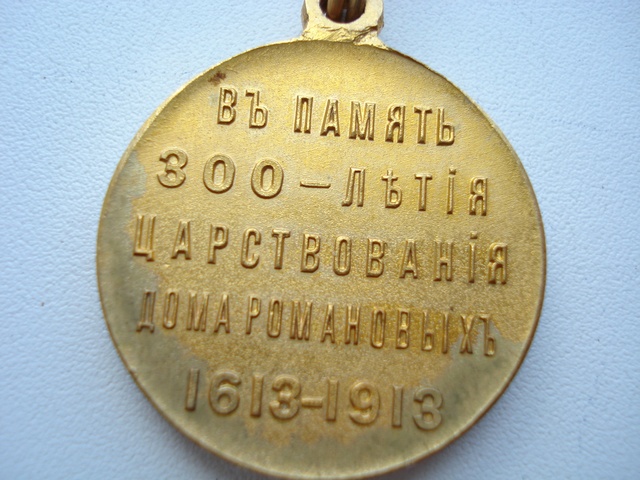 ВЪ ПАМЯТЬ
300-ЛѢТІЯ
ЦАРСТВОВАНІЯ
ДОМА РОМАНОВЫХЪ
1613-1913